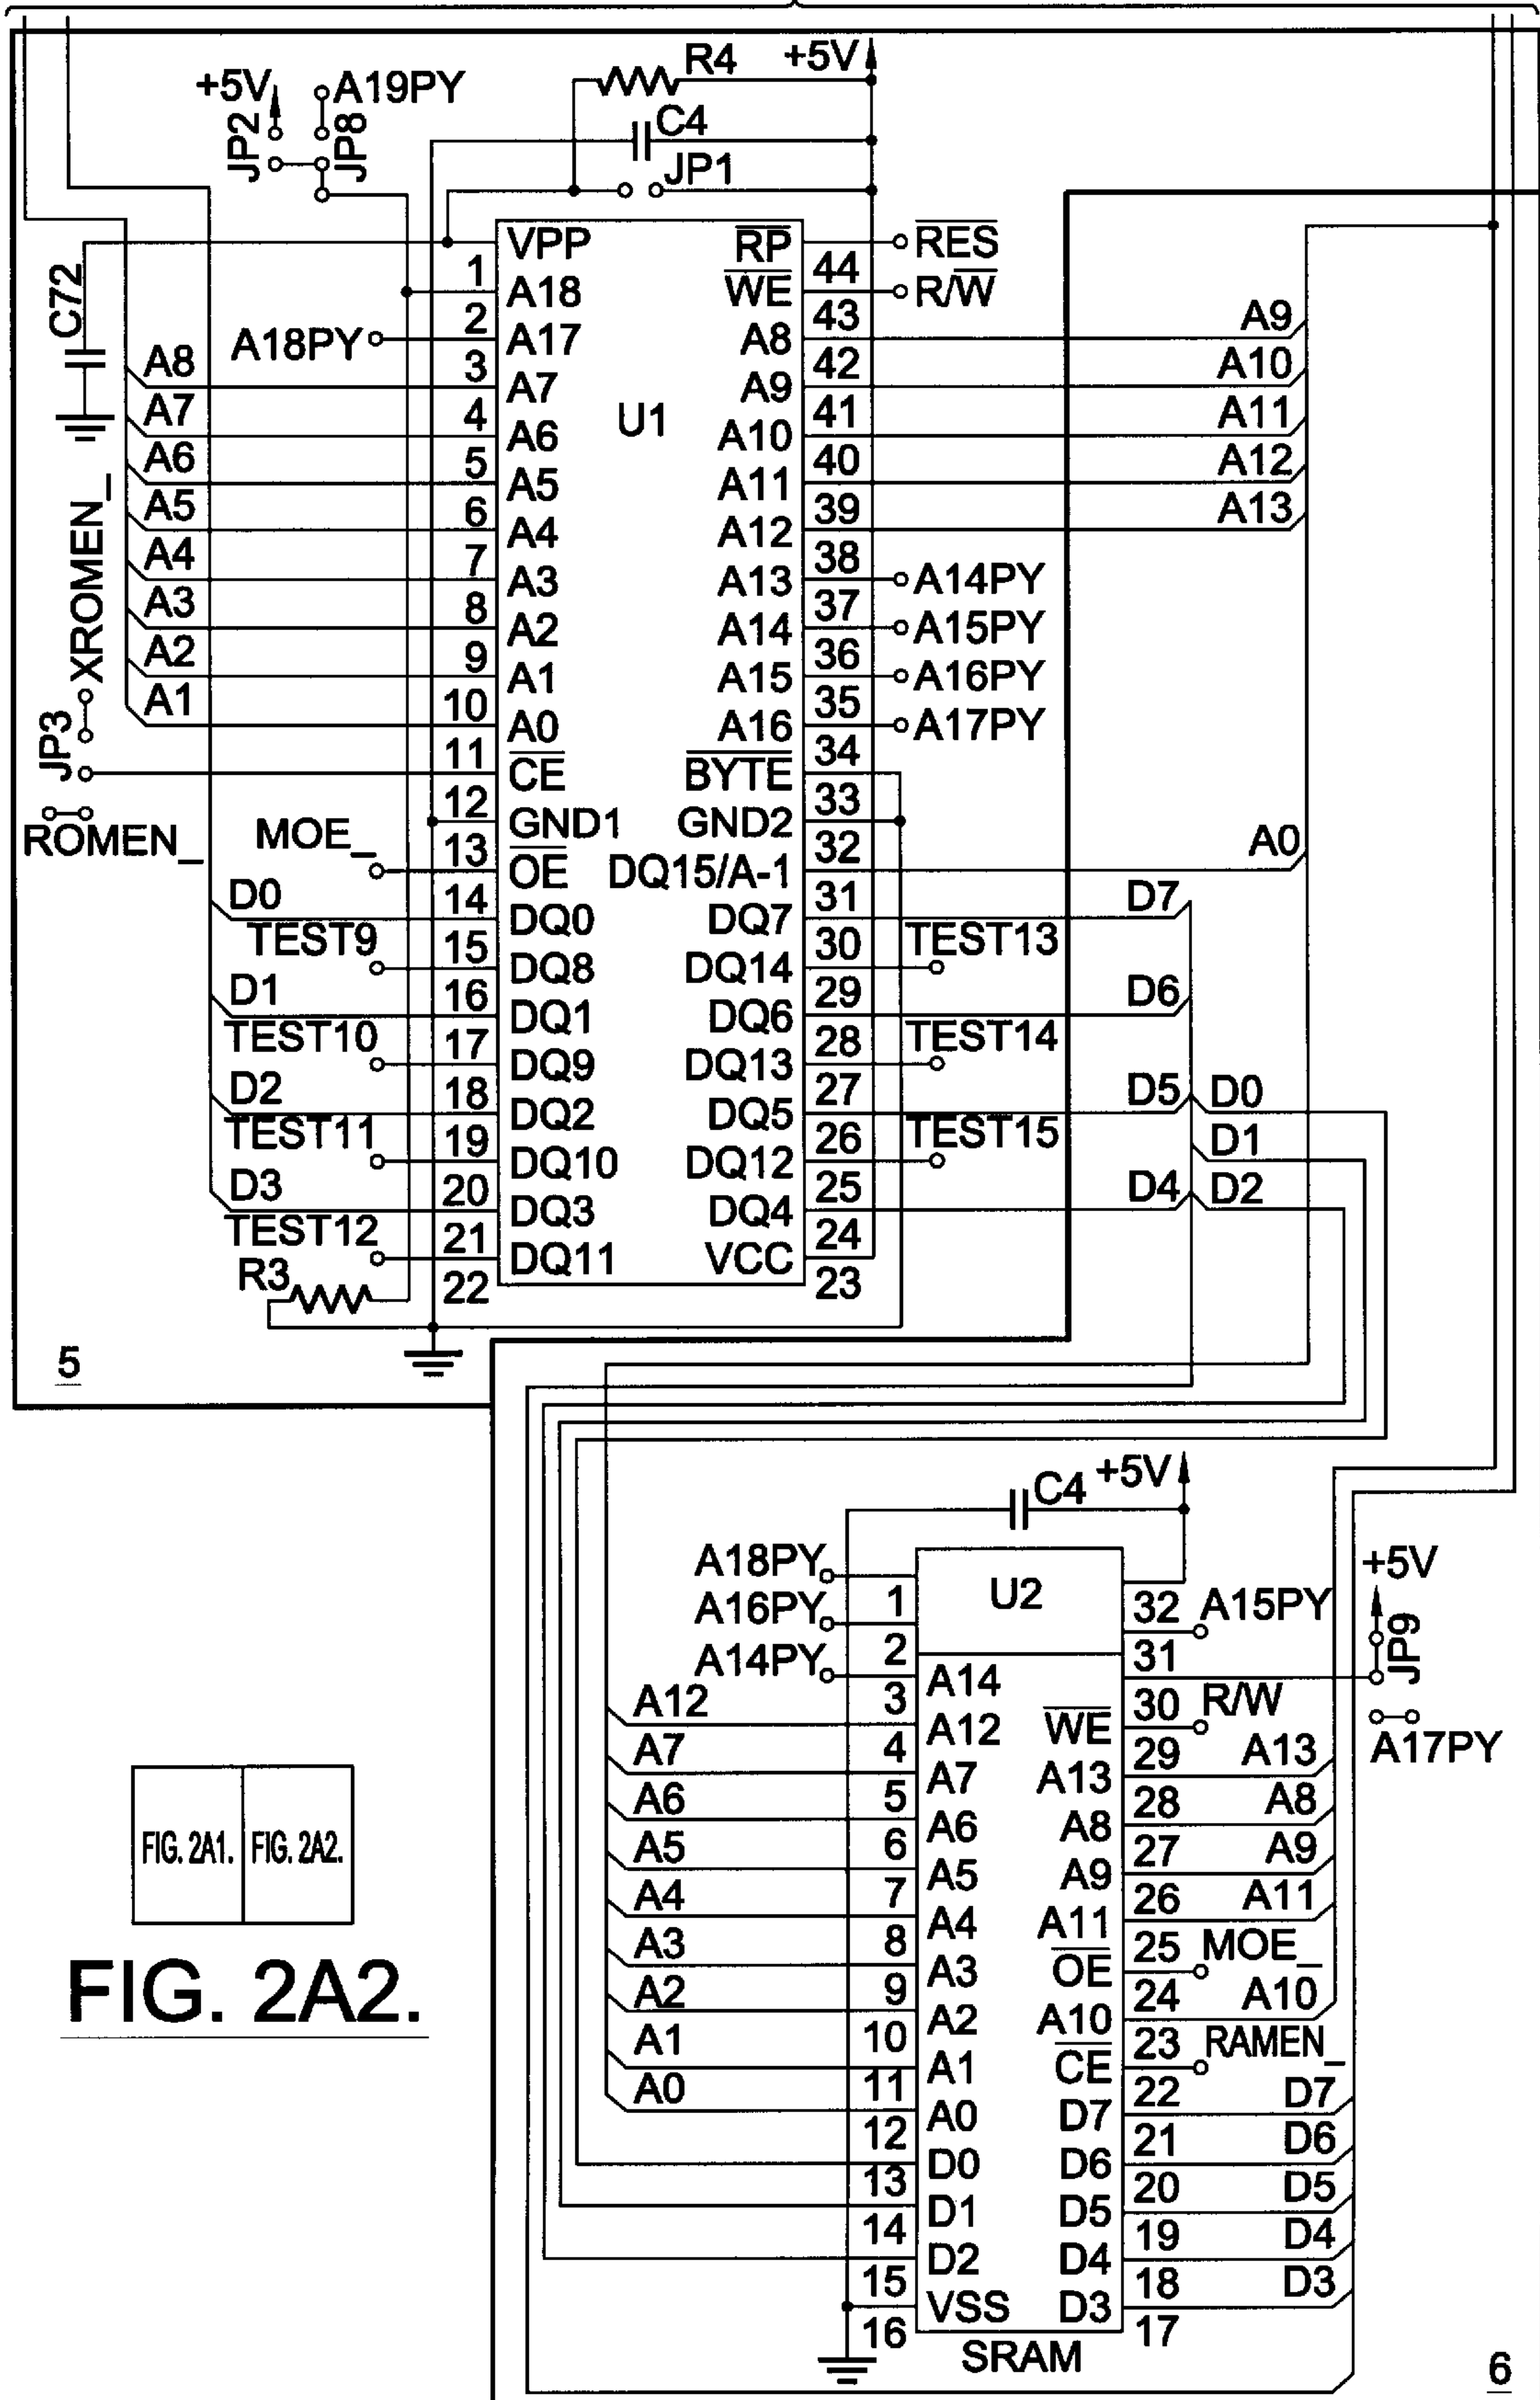 R4 +5V
+5V A19PY
JP2 JP8
C4
JP1
VPP R̅P̅ R̅E̅S̅
1 44
A18 W̅E̅ R/W̅
2 43
A18PY A17 A8 A9
3 42
C72
A8 A7 A9 A10
4 41
U1
A7 A6 A10 A11
5 40
A6 A5 A11 A12
6 39
A5 A4 A12 A13
7 38
A4 A3 A13 A14PY
8 37
A3 A2 A14 A15PY
9 36
A2 A1 A15 A16PY
10 35
A1 A0 A16 A17PY
11 34
XROMEN_
JP3
C̅E̅ B̅Y̅T̅E̅
12 33
ROMEN_
GND1 GND2
13 32
MOE_ O̅E̅ DQ15/A-1 A0
14 31
D0 DQ0 DQ7 D7
15 30
TEST9 DQ8 DQ14 TEST13
16 29
D1 DQ1 DQ6 D6
17 28
TEST10 DQ9 DQ13 TEST14
18 27
D2 DQ2 DQ5 D5 D0
19 26
TEST11 DQ10 DQ12 TEST15 D1
20 25
D3 DQ3 DQ4 D4 D2
21 24
TEST12 DQ11 VCC
22 23
R3
5
C4 +5V
A18PY U2
1 32
A16PY A15PY
2 31
A14PY A14
3 30
+5V
JP9
A17PY
A12 A12 W̅E̅ R/W
4 29
A7 A7 A13 A13
5 28
A6 A6 A8 A8
6 27
A5 A5 A9 A9
7 26
A4 A4 A11 A11
8 25
A3 A3 O̅E̅ MOE_
9 24
A2 A2 A10 A10
10 23
A1 A1 C̅E̅ RAMEN_
11 22
A0 A0 D7 D7
12 21
D0 D6 D6
13 20
D1 D5 D5
14 19
D2 D4 D4
15 18
VSS D3 D3
16 17
SRAM
6
FIG. 2A1. FIG. 2A2.
FIG. 2A2.